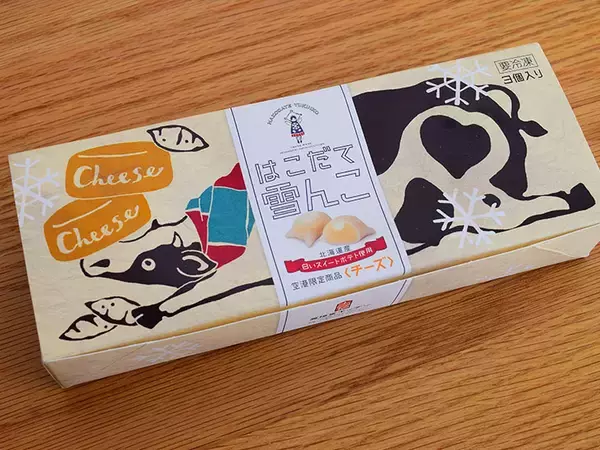 Cheese
Cheese
HAKODATE YUKINKO
はこだて
雪んこ
北海道産
白いスイートポテト使用
空港限定商品〈チーズ〉
要冷凍
3個入り